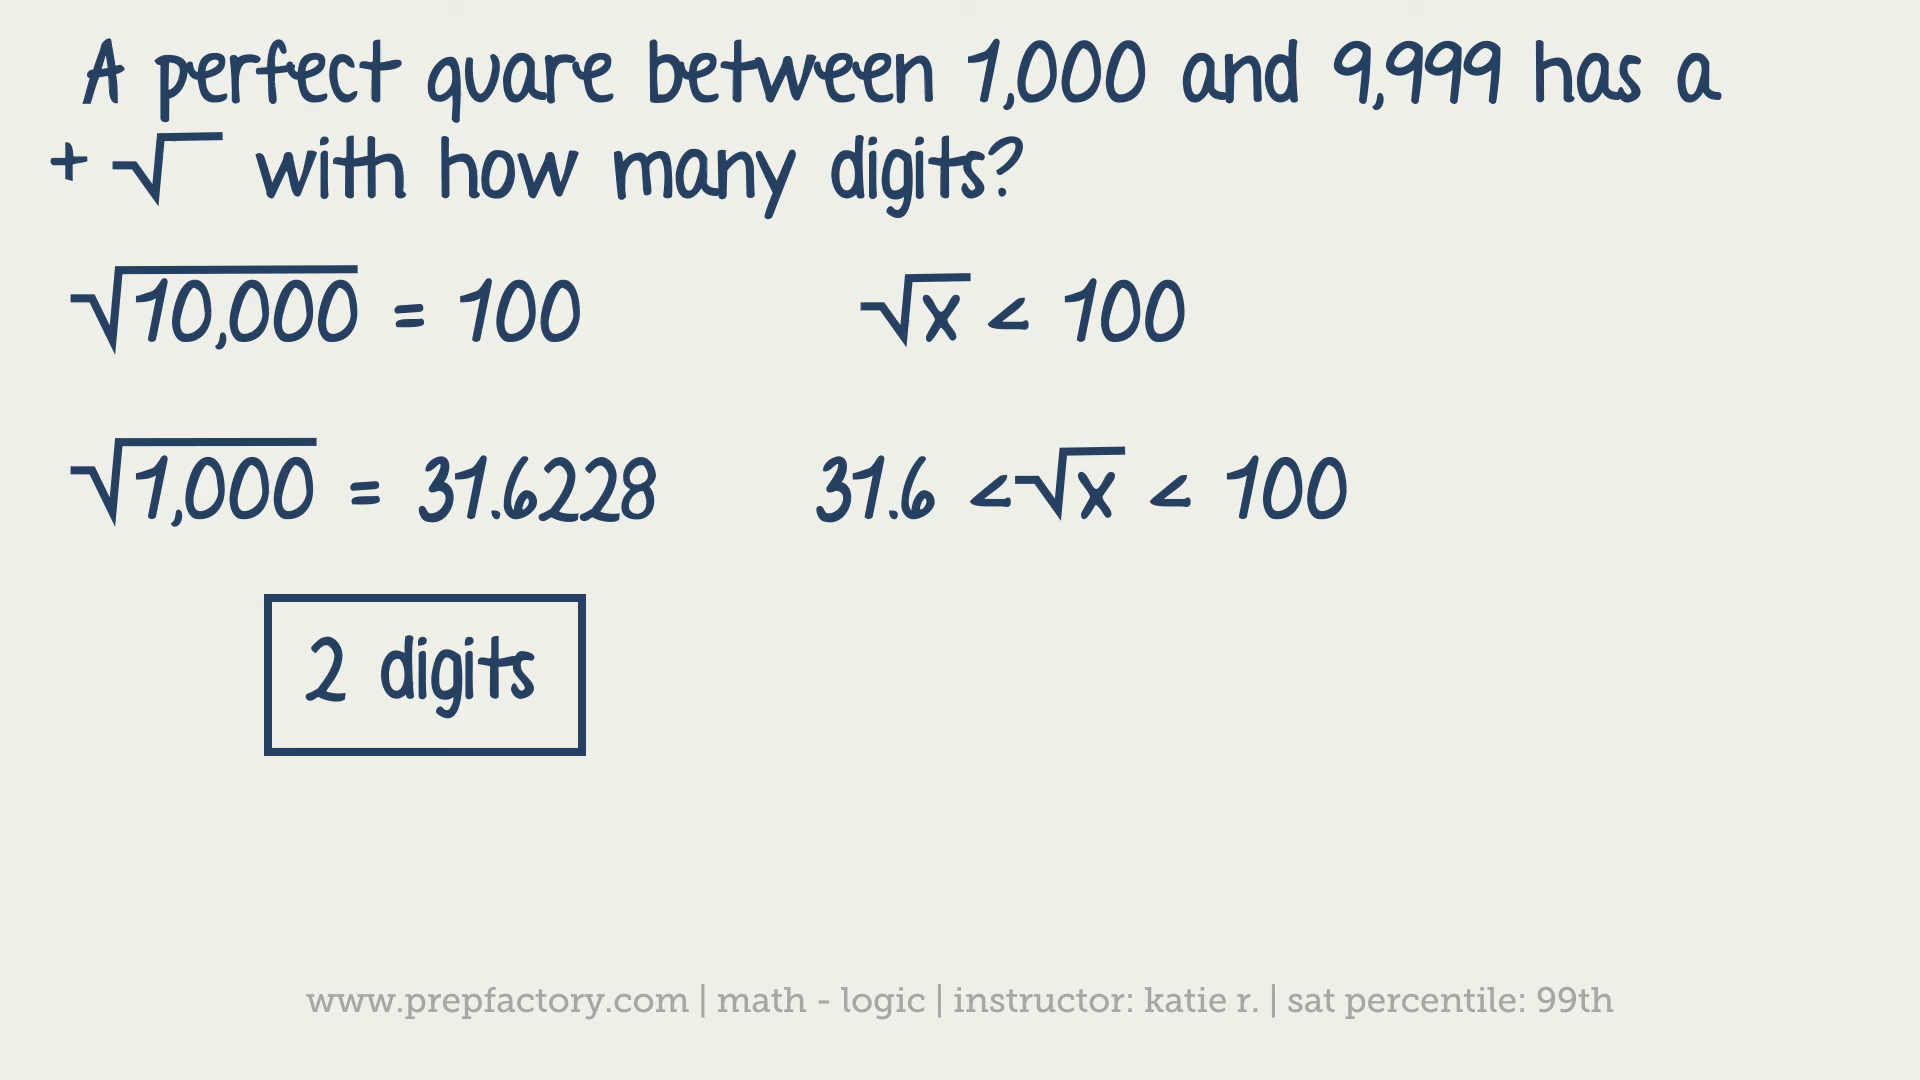 A perfect quare between 1,000 and 9,999 has a
+ √ with how many digits?
√10,000 = 100
√x < 100
√1,000 = 31.6228
31.6 < √x < 100
2 digits
www.prepfactory.com | math - logic | instructor: katie r. | sat percentile: 99th